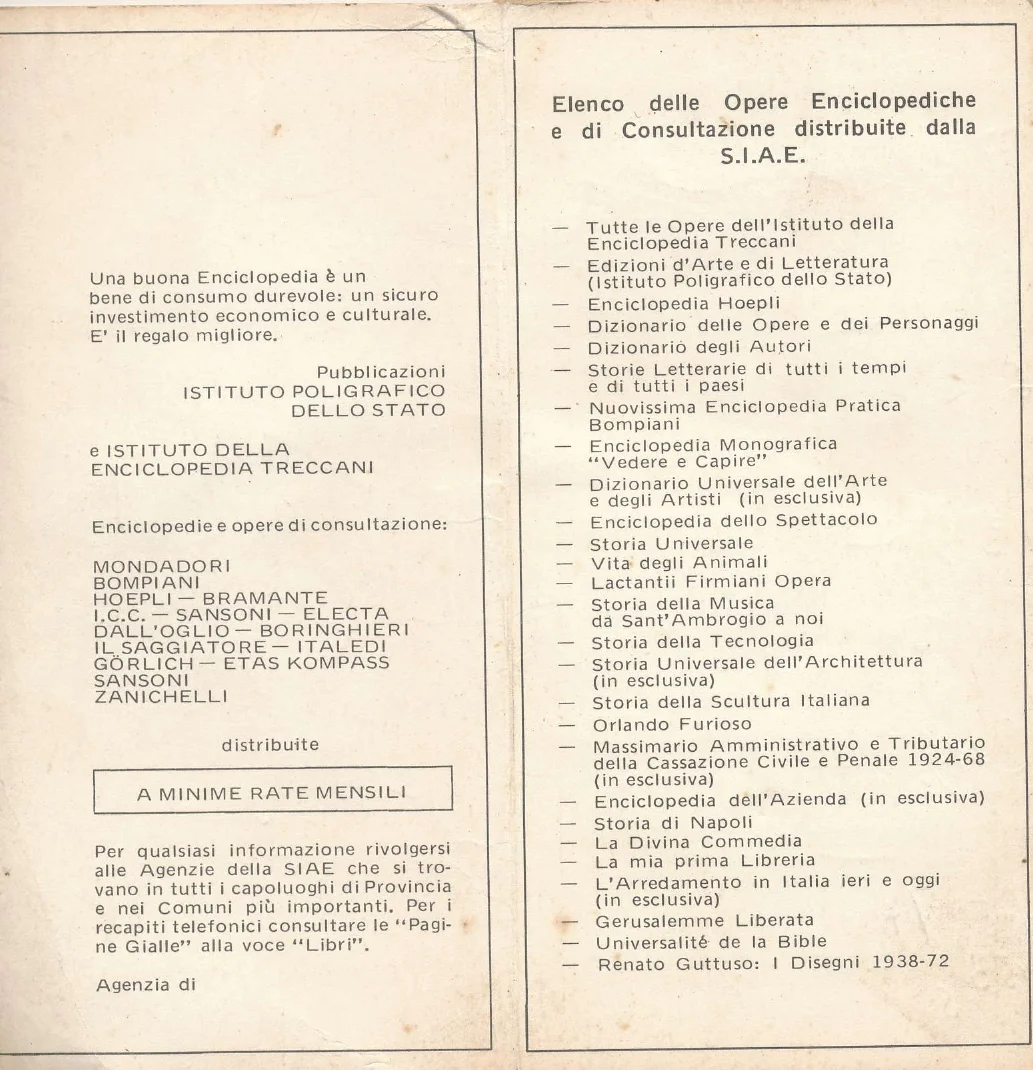 Una buona Enciclopedia è un
bene di consumo durevole: un sicuro
investimento economico e culturale.
E' il regalo migliore.
Pubblicazioni
ISTITUTO POLIGRAFICO
DELLO STATO
e ISTITUTO DELLA
ENCICLOPEDIA TRECCANI
Enciclopedie e opere di consultazione:
MONDADORI
BOMPIANI
HOEPLI — BRAMANTE
I.C.C. — SANSONI — ELECTA
DALL'OGLIO — BORINGHIERI
IL SAGGIATORE — ITALEDI
GÖRLICH — ETAS KOMPASS
SANSONI
ZANICHELLI
distribuite
A MINIME RATE MENSILI
Per qualsiasi informazione rivolgersi
alle Agenzie della SIAE che si tro-
vano in tutti i capoluoghi di Provincia
e nei Comuni più importanti. Per i
recapiti telefonici consultare le “Pagi-
ne Gialle” alla voce “Libri”.
Agenzia di
Elenco delle Opere Enciclopediche
e di Consultazione distribuite dalla
S.I.A.E.
— Tutte le Opere dell'Istituto della
Enciclopedia Treccani
— Edizioni d'Arte e di Letteratura
(Istituto Poligrafico dello Stato)
— Enciclopedia Hoepli
— Dizionario delle Opere e dei Personaggi
— Dizionario degli Autori
— Storie Letterarie di tutti i tempi
e di tutti i paesi
— Nuovissima Enciclopedia Pratica
Bompiani
— Enciclopedia Monografica
“Vedere e Capire”
— Dizionario Universale dell'Arte
e degli Artisti (in esclusiva)
— Enciclopedia dello Spettacolo
— Storia Universale
— Vita degli Animali
— Lactantii Firmiani Opera
— Storia della Musica
da Sant'Ambrogio a noi
— Storia della Tecnologia
— Storia Universale dell'Architettura
(in esclusiva)
— Storia della Scultura Italiana
— Orlando Furioso
— Massimario Amministrativo e Tributario
della Cassazione Civile e Penale 1924-68
(in esclusiva)
— Enciclopedia dell'Azienda (in esclusiva)
— Storia di Napoli
— La Divina Commedia
— La mia prima Libreria
— L'Arredamento in Italia ieri e oggi
(in esclusiva)
— Gerusalemme Liberata
— Universalité de la Bible
— Renato Guttuso: I Disegni 1938-72